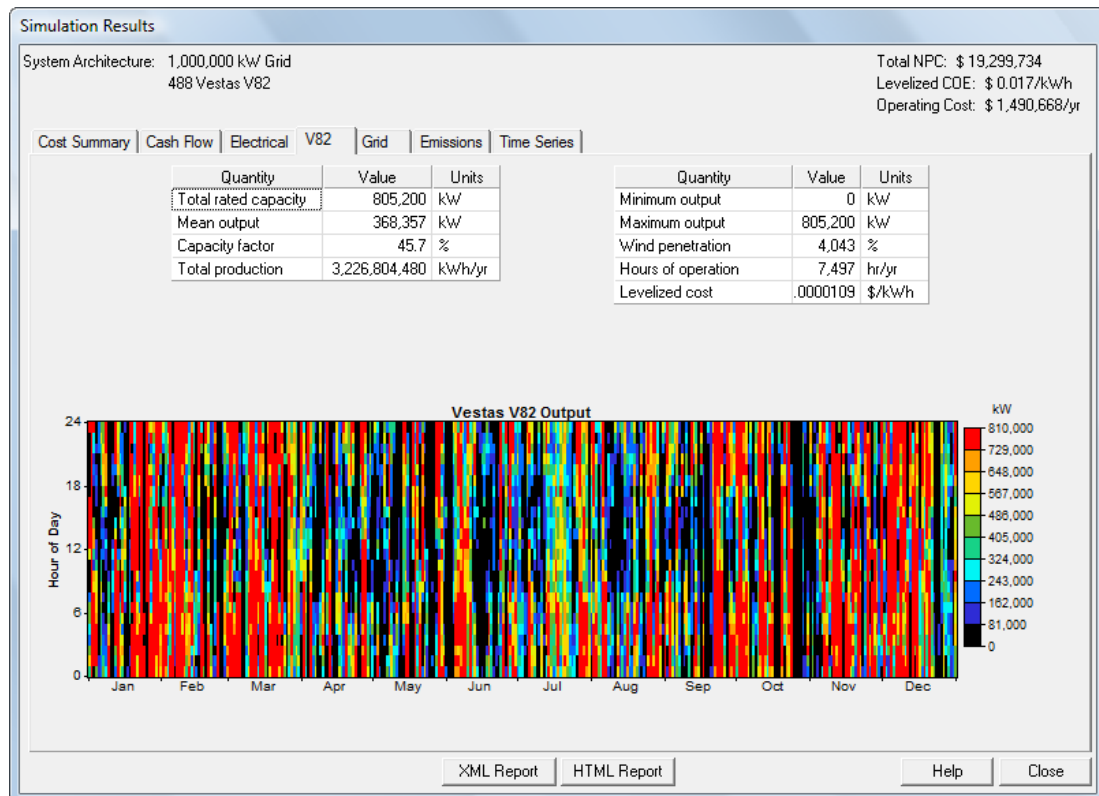 Simulation Results
System Architecture: 1,000,000 kW Grid
488 Vestas V82
Total NPC: $ 19,299,734
Levelized COE: $ 0.017/kWh
Operating Cost: $ 1,490,668/yr
Cost Summary Cash Flow Electrical V82 Grid Emissions Time Series
Quantity Value Units
Total rated capacity 805,200 kW
Mean output 368,357 kW
Capacity factor 45.7 %
Total production 3,226,804,480 kWh/yr
Quantity Value Units
Minimum output 0 kW
Maximum output 805,200 kW
Wind penetration 4,043 %
Hours of operation 7,497 hr/yr
Levelized cost .0000109 $/kWh
Vestas V82 Output
Hour of Day
24
18
12
6
0
Jan Feb Mar Apr May Jun Jul Aug Sep Oct Nov Dec
kW
810,000
729,000
648,000
567,000
486,000
405,000
324,000
243,000
162,000
81,000
0
XML Report HTML Report Help Close